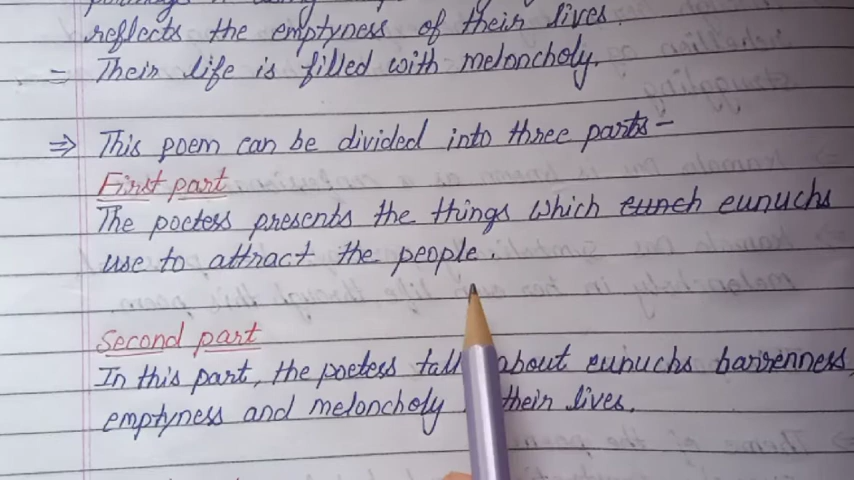 reflects the emptyness of their lives.
= Their life is filled with meloncholy.
⇒ This poem can be divided into three parts -
First part
The poetess presents the things which eunch eunuchs
use to attract the people.
Second part
In this part, the poetess talk about eunuchs barrenness,
emptyness and meloncholy their lives.